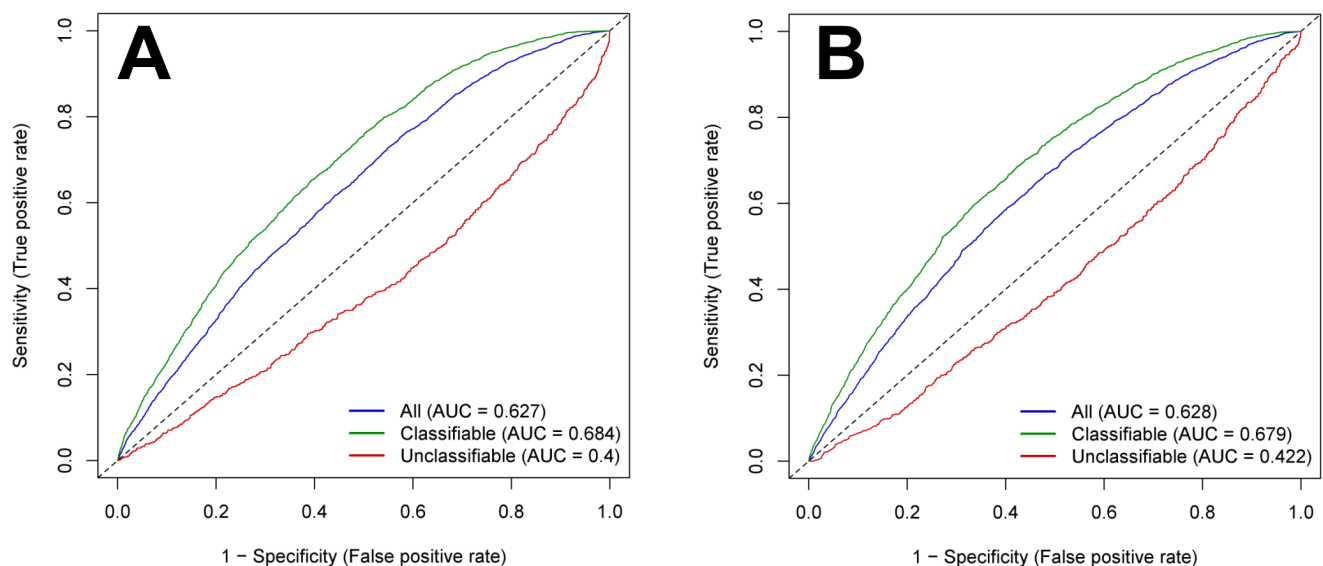 A
Sensitivity (True positive rate)
1.0
0.8
0.6
0.4
0.2
0.0
All (AUC = 0.627)
Classifiable (AUC = 0.684)
Unclassifiable (AUC = 0.4)
0.0 0.2 0.4 0.6 0.8 1.0
1 − Specificity (False positive rate)
B
Sensitivity (True positive rate)
1.0
0.8
0.6
0.4
0.2
0.0
All (AUC = 0.628)
Classifiable (AUC = 0.679)
Unclassifiable (AUC = 0.422)
0.0 0.2 0.4 0.6 0.8 1.0
1 − Specificity (False positive rate)